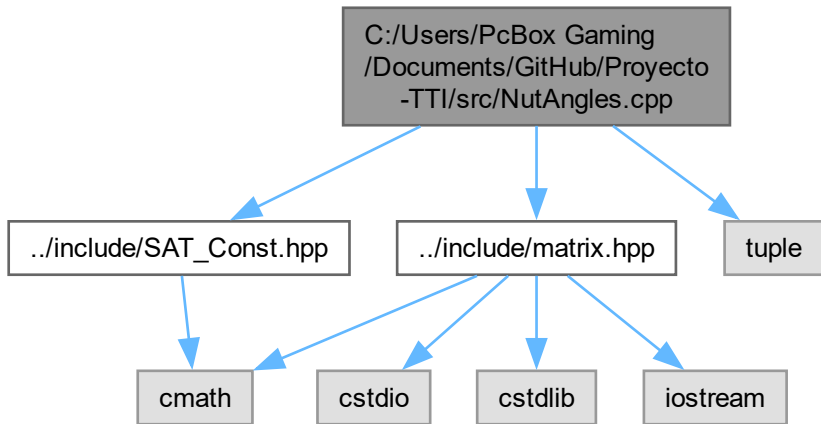 C:/Users/PcBox Gaming
/Documents/GitHub/Proyecto
-TTI/src/NutAngles.cpp
../include/SAT_Const.hpp
../include/matrix.hpp
tuple
cmath
cstdio
cstdlib
iostream